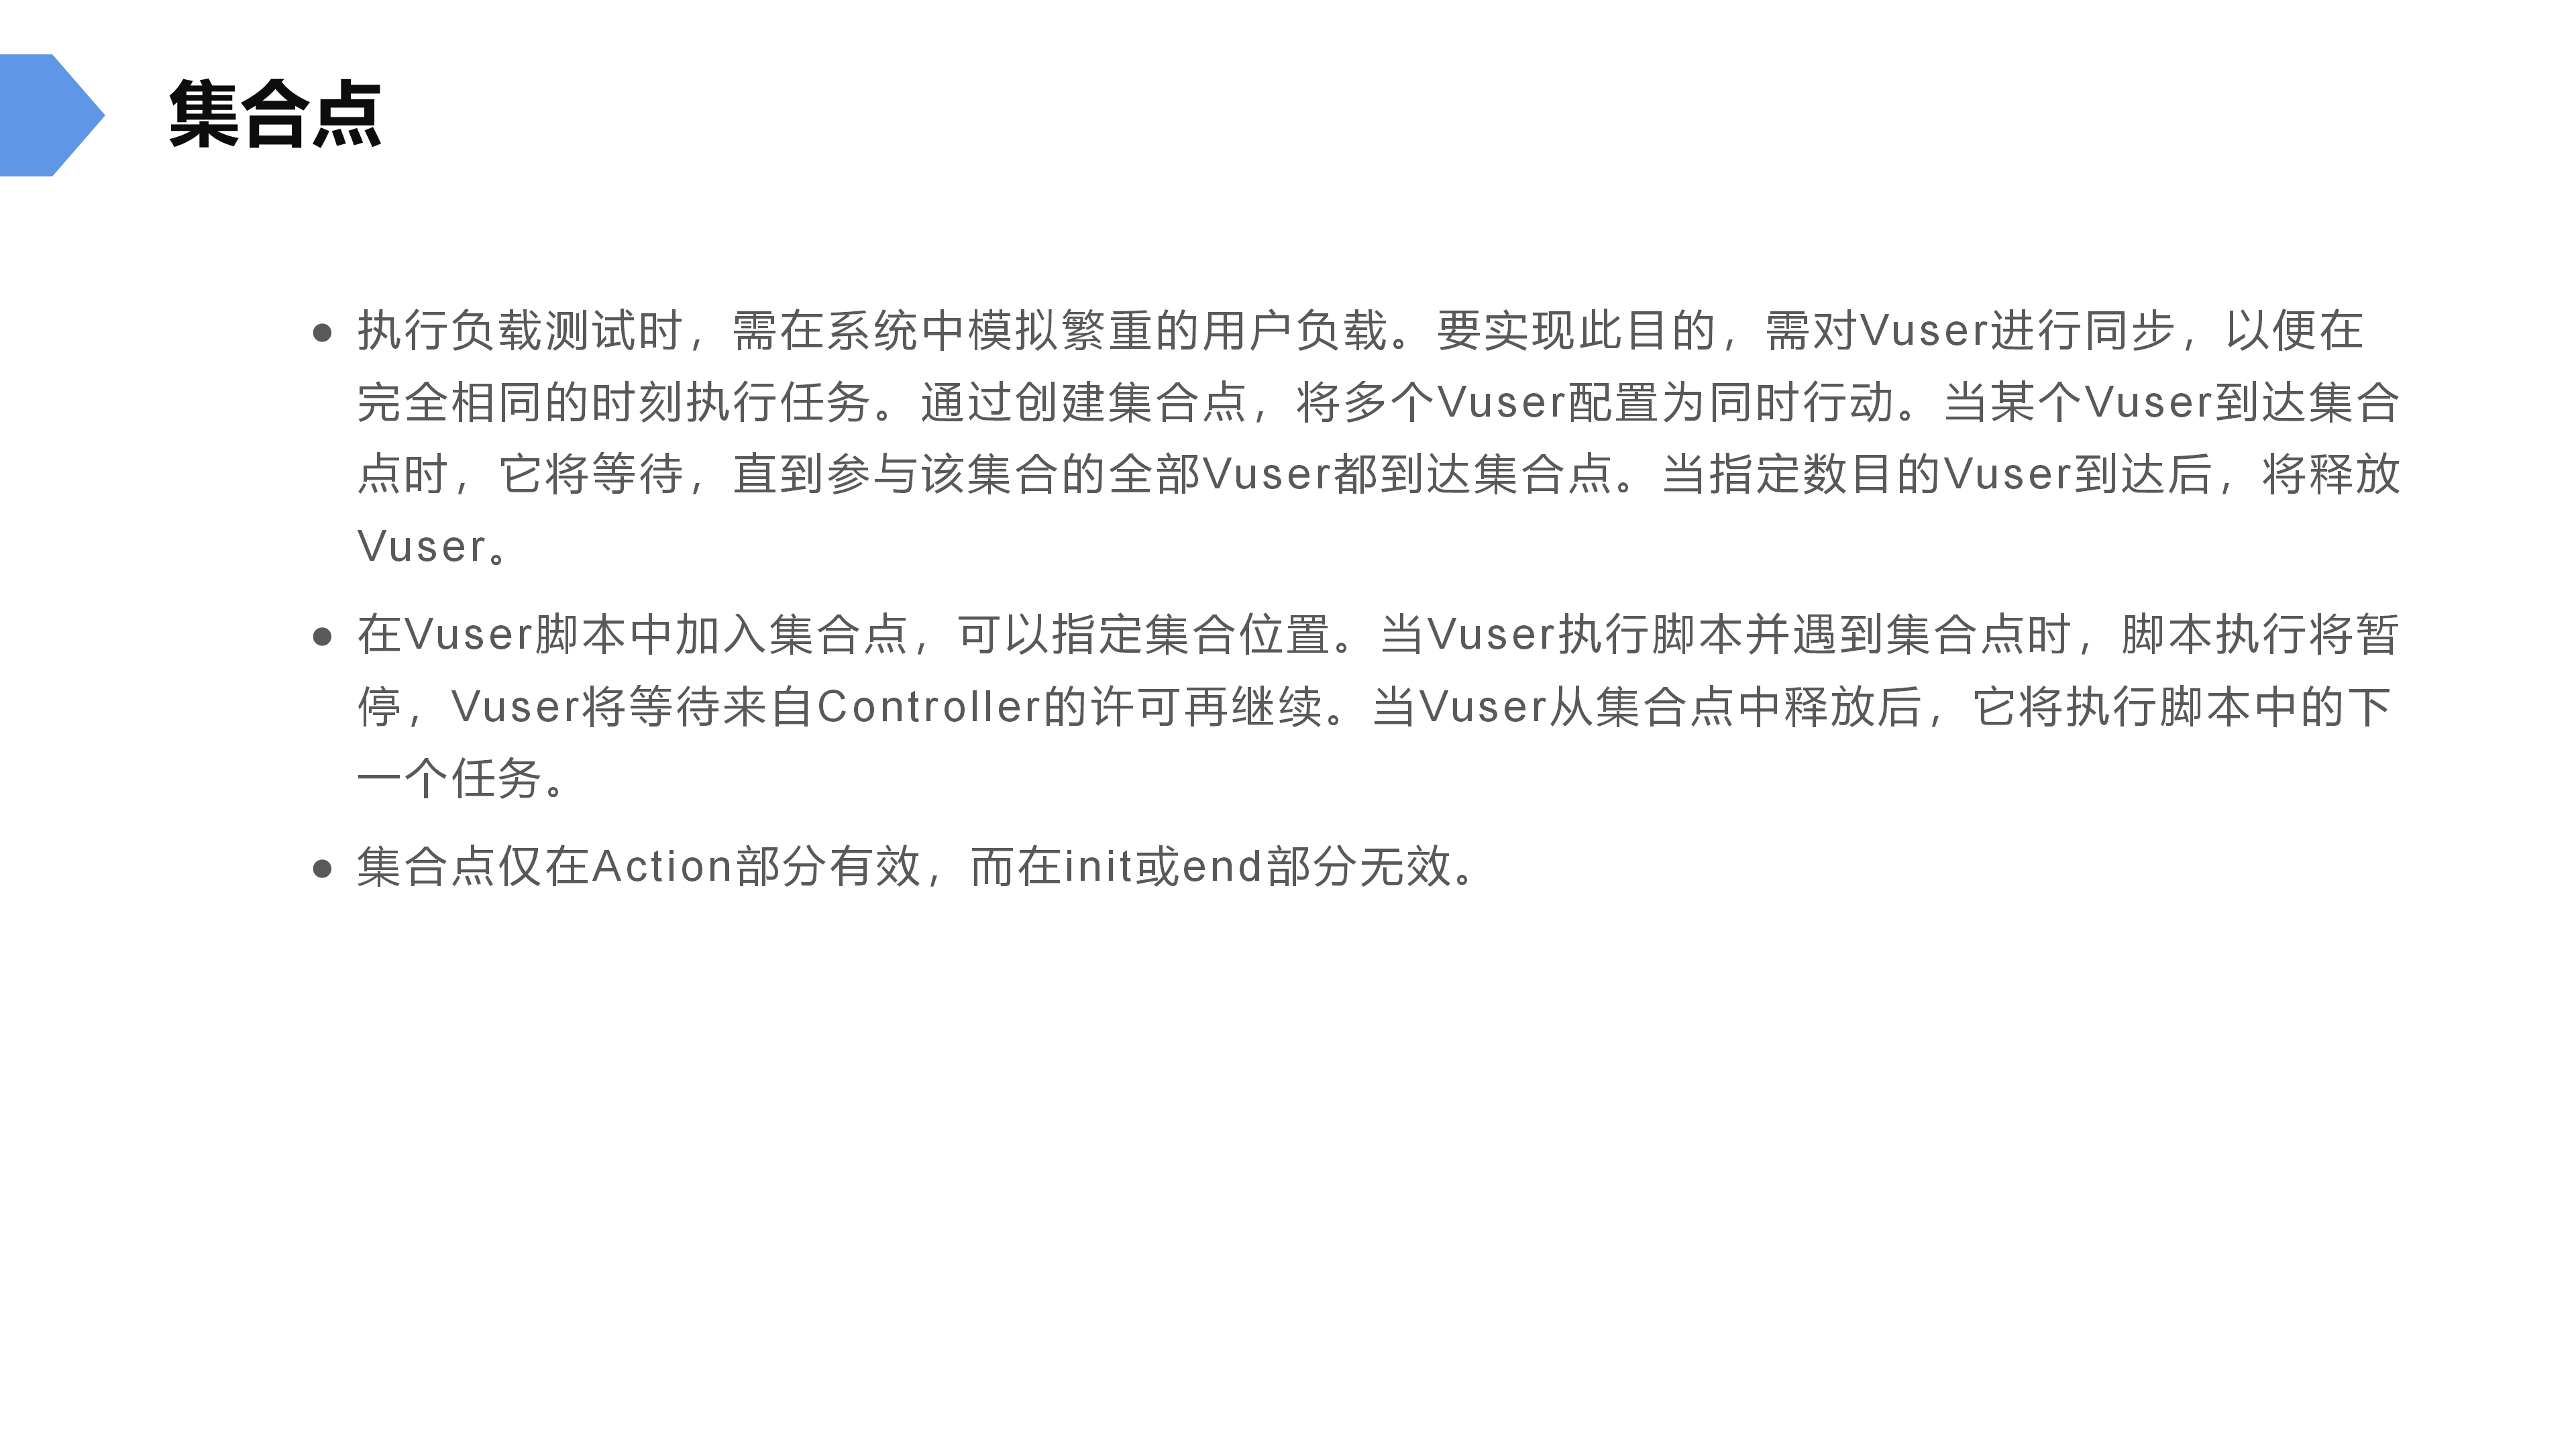 集合点
● 执行负载测试时，需在系统中模拟繁重的用户负载。要实现此目的，需对Vuser进行同步，以便在
完全相同的时刻执行任务。通过创建集合点，将多个Vuser配置为同时行动。当某个Vuser到达集合
点时，它将等待，直到参与该集合的全部Vuser都到达集合点。当指定数目的Vuser到达后，将释放
Vuser。
● 在Vuser脚本中加入集合点，可以指定集合位置。当Vuser执行脚本并遇到集合点时，脚本执行将暂
停，Vuser将等待来自Controller的许可再继续。当Vuser从集合点中释放后，它将执行脚本中的下
一个任务。
● 集合点仅在Action部分有效，而在init或end部分无效。